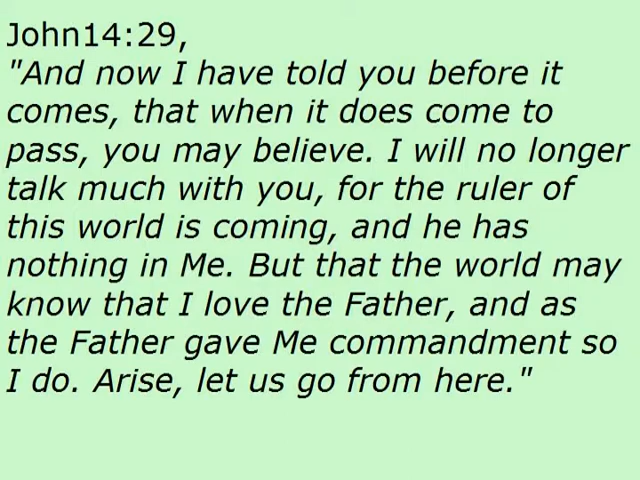 John14:29,
"And now I have told you before it
comes, that when it does come to
pass, you may believe. I will no longer
talk much with you, for the ruler of
this world is coming, and he has
nothing in Me. But that the world may
know that I love the Father, and as
the Father gave Me commandment so
I do. Arise, let us go from here."